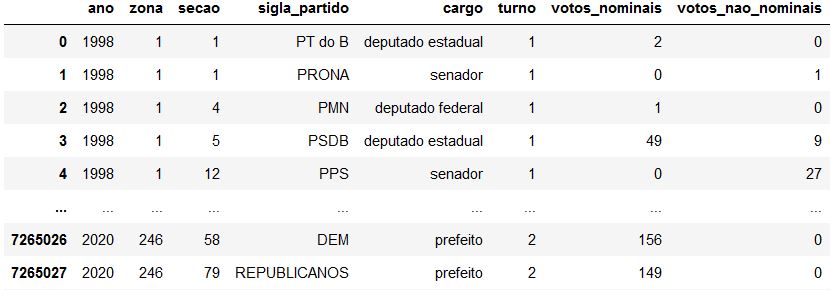 ano zona secao sigla_partido cargo turno votos_nominais votos_nao_nominais
0 1998 1 1 PT do B deputado estadual 1 2 0
1 1998 1 1 PRONA senador 1 0 1
2 1998 1 4 PMN deputado federal 1 1 0
3 1998 1 5 PSDB deputado estadual 1 49 9
4 1998 1 12 PPS senador 1 0 27
... ... ... ... ... ... ... ... ...
7265026 2020 246 58 DEM prefeito 2 156 0
7265027 2020 246 79 REPUBLICANOS prefeito 2 149 0